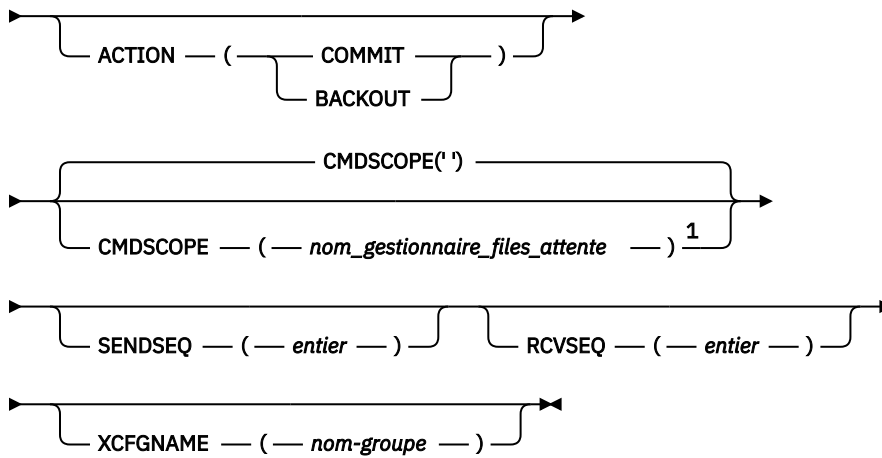 ACTION ( COMMIT )
BACKOUT
CMDSCOPE(' ')
CMDSCOPE ( nom_gestionnaire_files_attente ) 1
SENDSEQ ( entier ) RCVSEQ ( entier )
XCFGNAME ( nom-groupe )